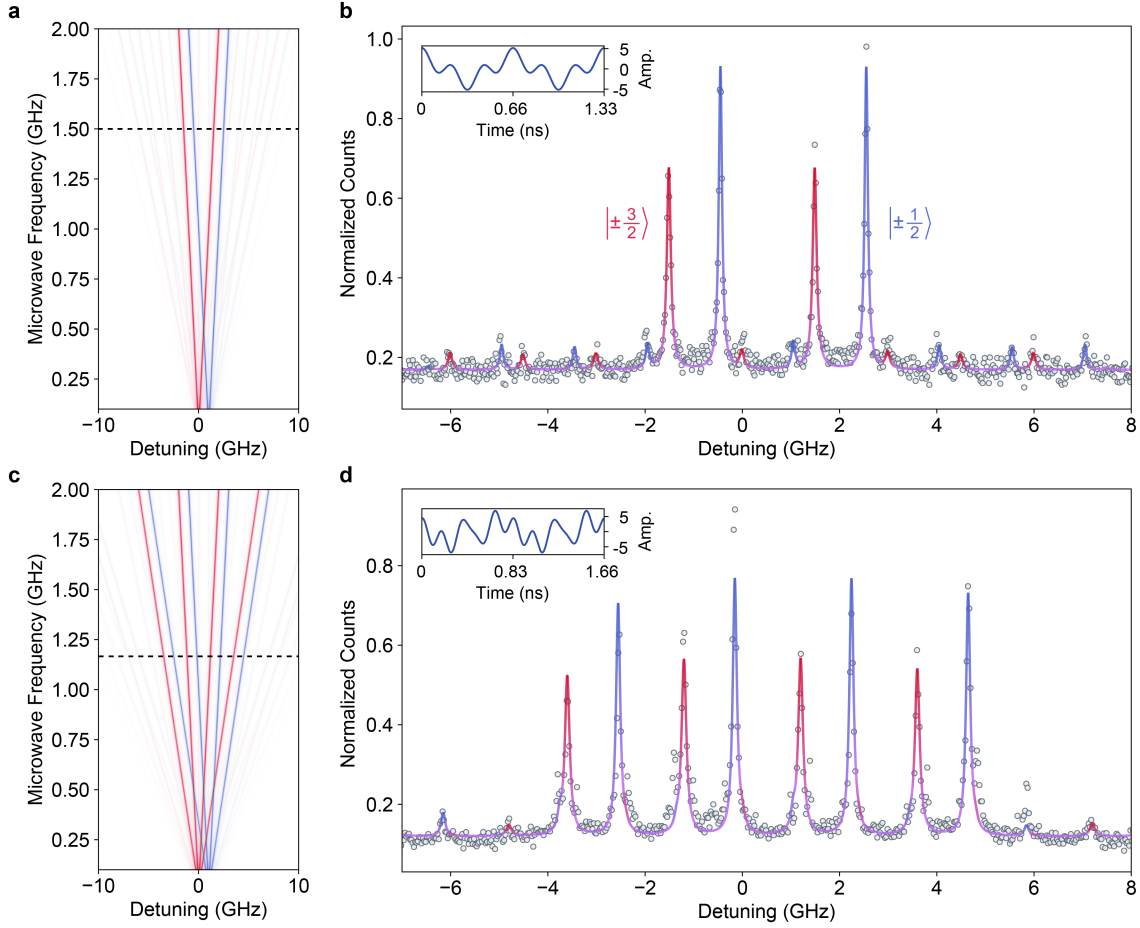 a
2.00
1.75
1.50
1.25
1.00
0.75
0.50
0.25
Microwave Frequency (GHz)
−10 0 10
Detuning (GHz)
b
1.0
0.8
0.6
0.4
0.2
Normalized Counts
5
0
-5
Amp.
0 0.66 1.33
Time (ns)
|± 3/2⟩
|± 1/2⟩
−6 −4 −2 0 2 4 6 8
Detuning (GHz)
c
2.00
1.75
1.50
1.25
1.00
0.75
0.50
0.25
Microwave Frequency (GHz)
−10 0 10
Detuning (GHz)
d
0.8
0.6
0.4
0.2
Normalized Counts
5
-5
Amp.
0 0.83 1.66
Time (ns)
−6 −4 −2 0 2 4 6 8
Detuning (GHz)